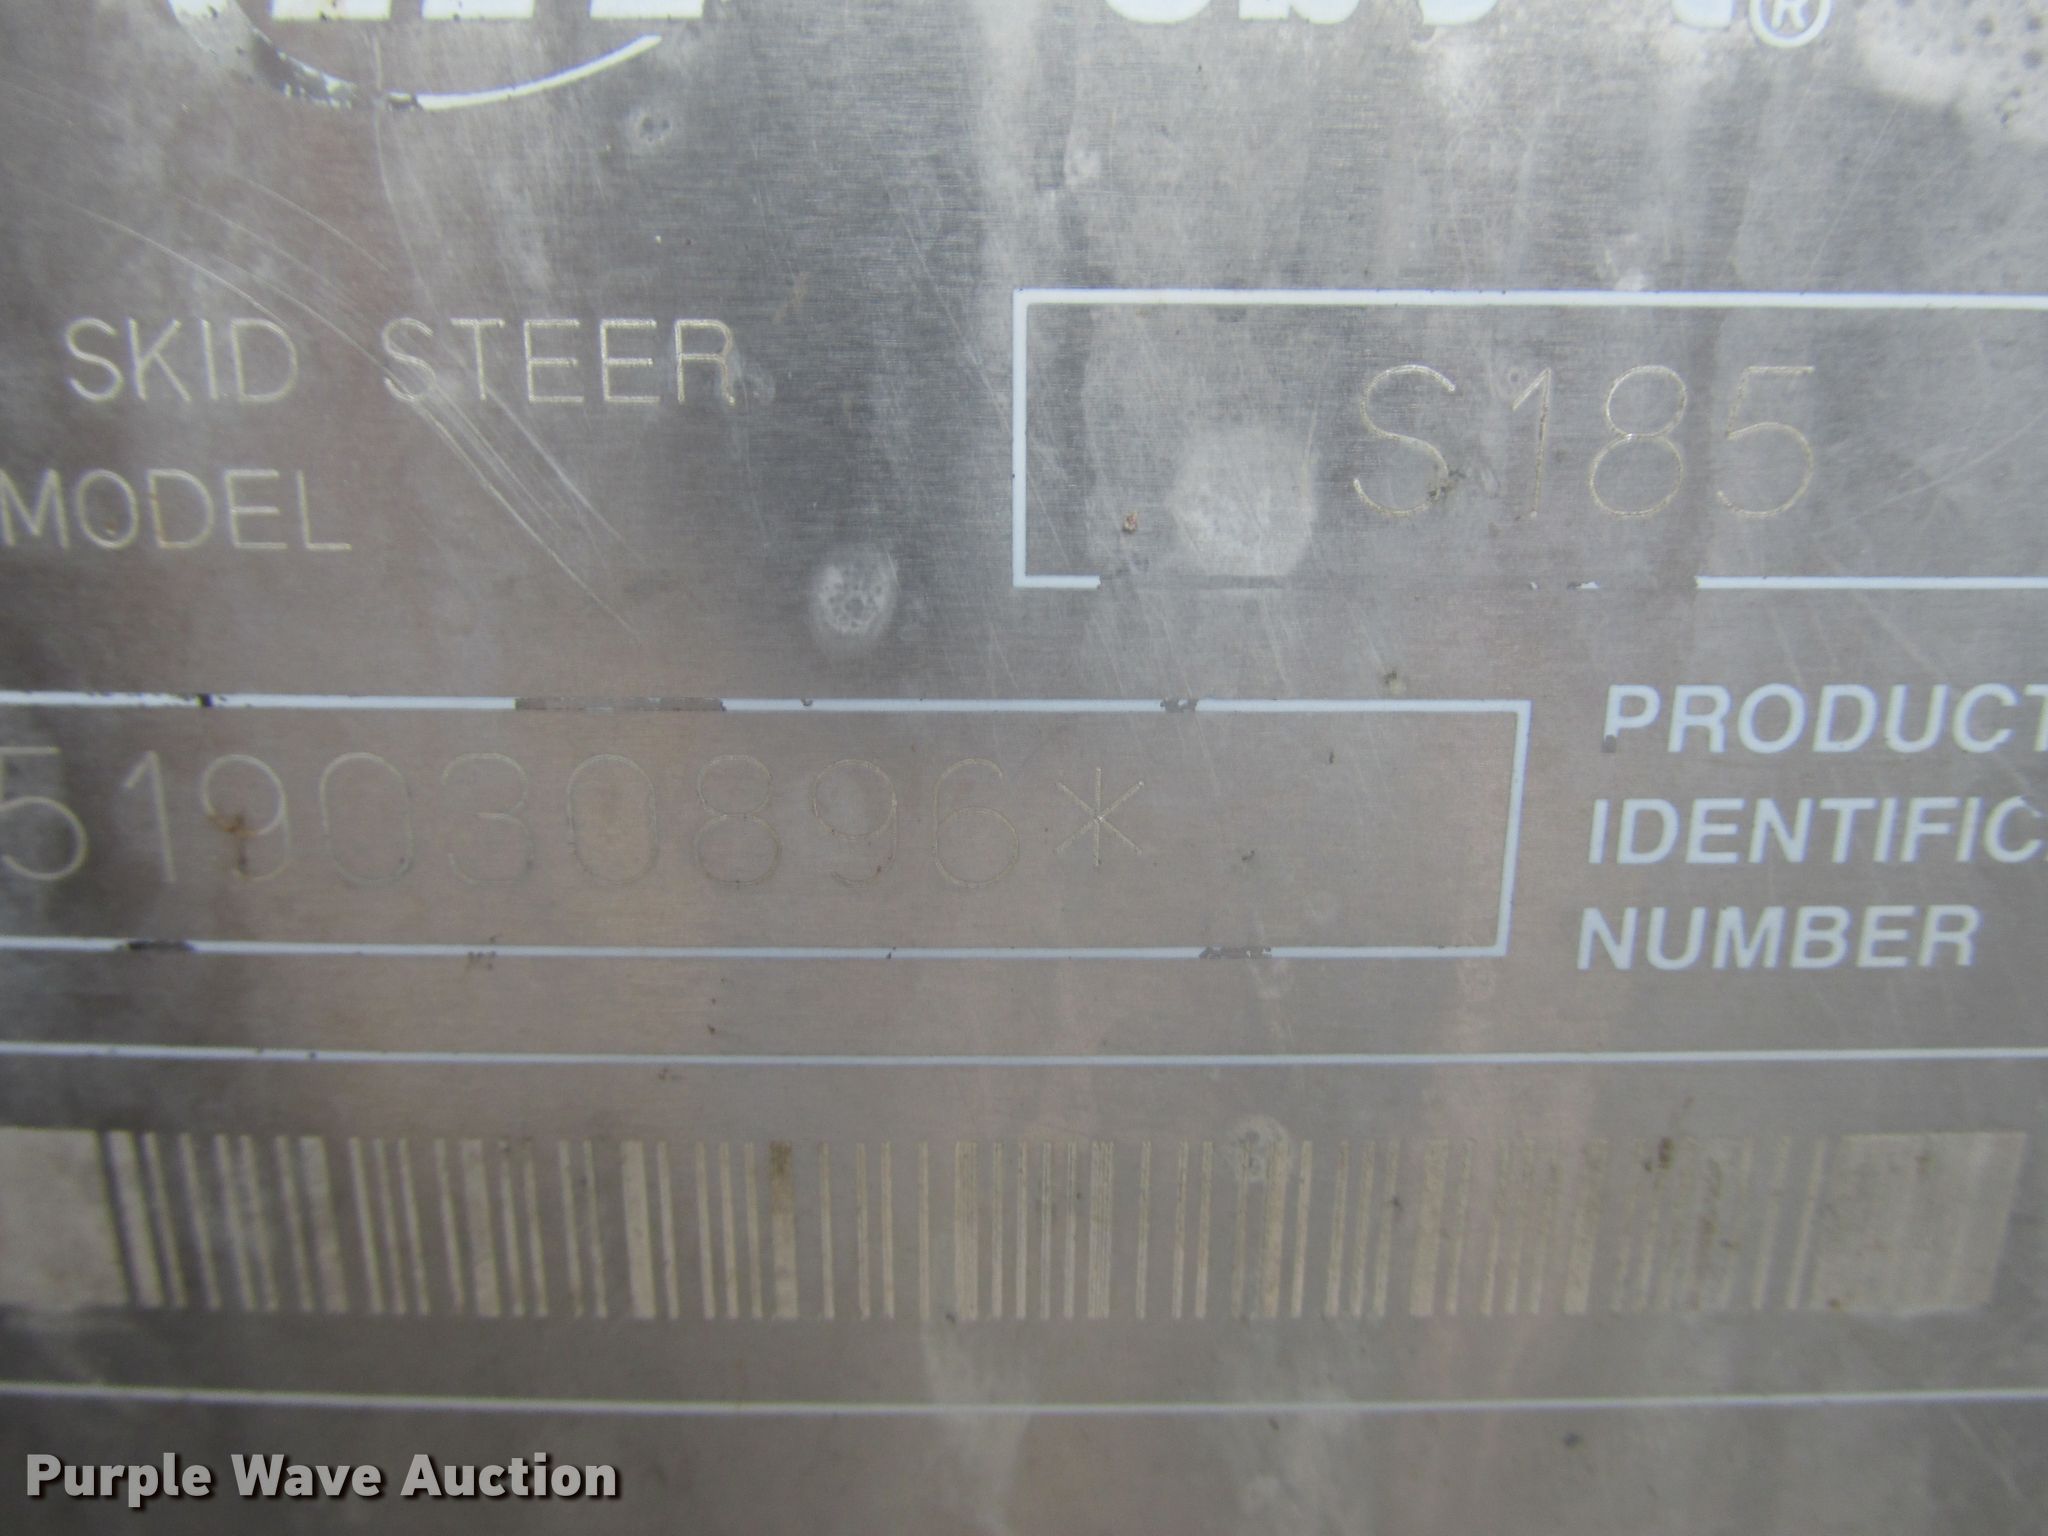 ®
SKID STEER
MODEL
S185
519030896*
PRODUCT
IDENTIFIC
NUMBER
Purple Wave Auction